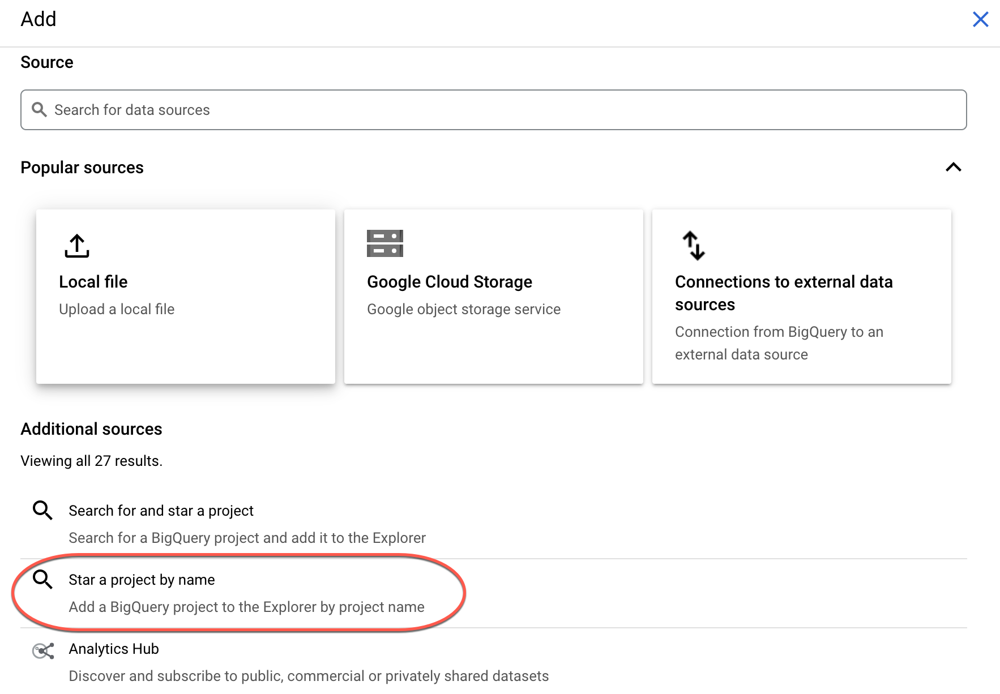 Add
Source
Search for data sources
Popular sources
Local file
Upload a local file
Google Cloud Storage
Google object storage service
Connections to external data
sources
Connection from BigQuery to an
external data source
Additional sources
Viewing all 27 results.
Search for and star a project
Search for a BigQuery project and add it to the Explorer
Star a project by name
Add a BigQuery project to the Explorer by project name
Analytics Hub
Discover and subscribe to public, commercial or privately shared datasets